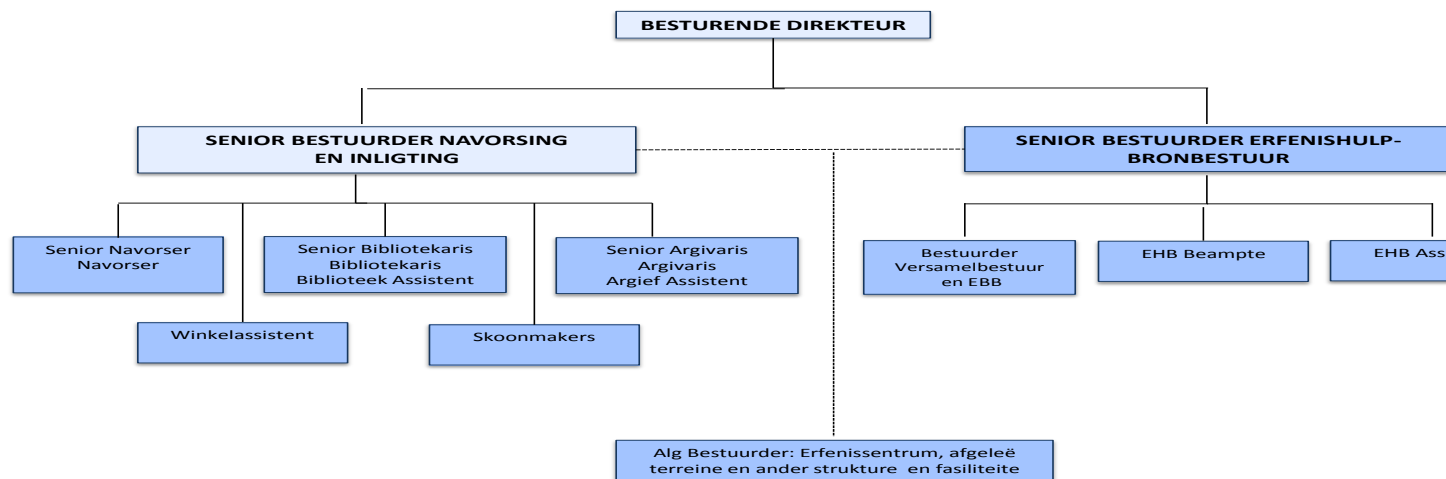 BESTURENDE DIREKTEUR
SENIOR BESTUURDER NAVORSING
EN INLIGTING
SENIOR BESTUURDER ERFENISHULP-
BRONBESTUUR
Senior Navorser
Navorser
Senior Bibliotekaris
Bibliotekaris
Biblioteek Assistent
Senior Argivaris
Argivaris
Argief Assistent
Bestuurder
Versamelbestuur
en EBB
EHB Beampte
EHB Ass
Winkelassistent
Skoonmakers
Alg Bestuurder: Erfenissentrum, afgeleë
terreine en ander strukture en fasiliteite